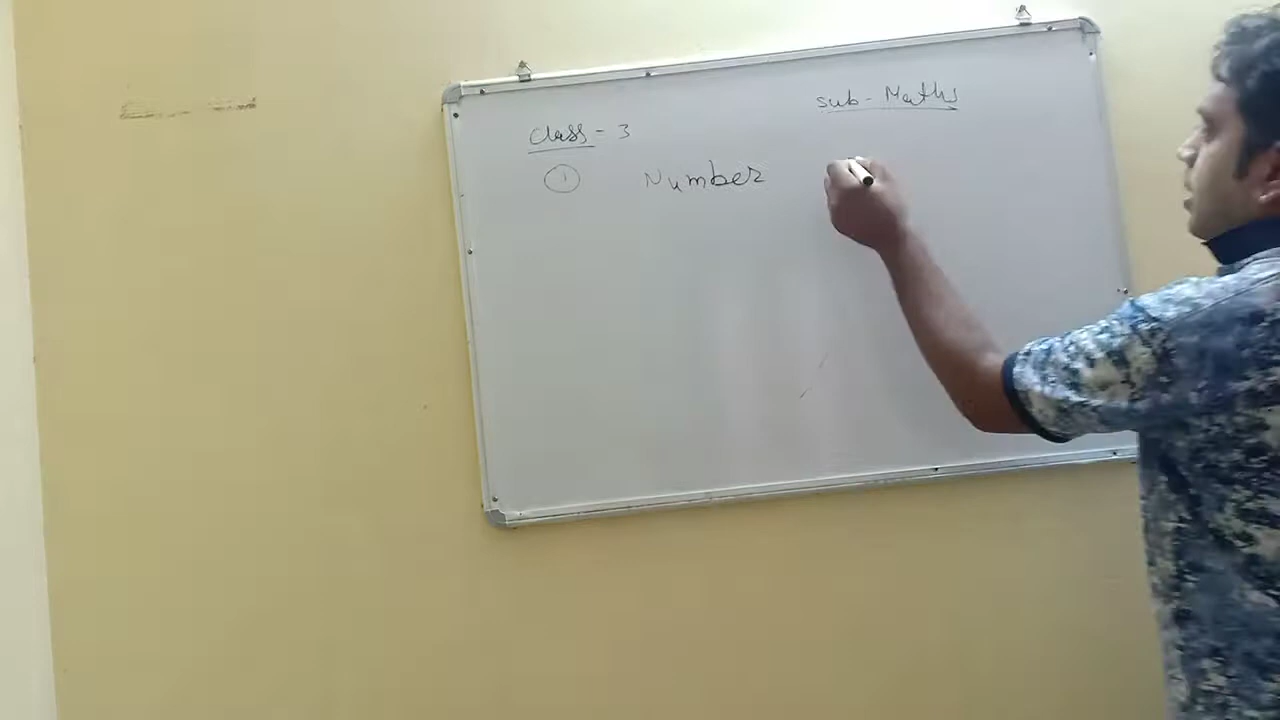 sub - Maths
Class - 3
① Number